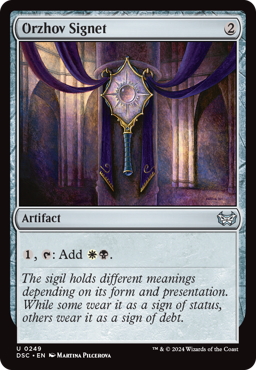 Orzhov Signet 2
Artifact
1, : Add .
The sigil holds different meanings
depending on its form and presentation.
While some wear it as a sign of status,
others wear it as a sign of debt.
U 0249
DSC • EN Martina Pilcerova
™ & © 2024 Wizards of the Coast